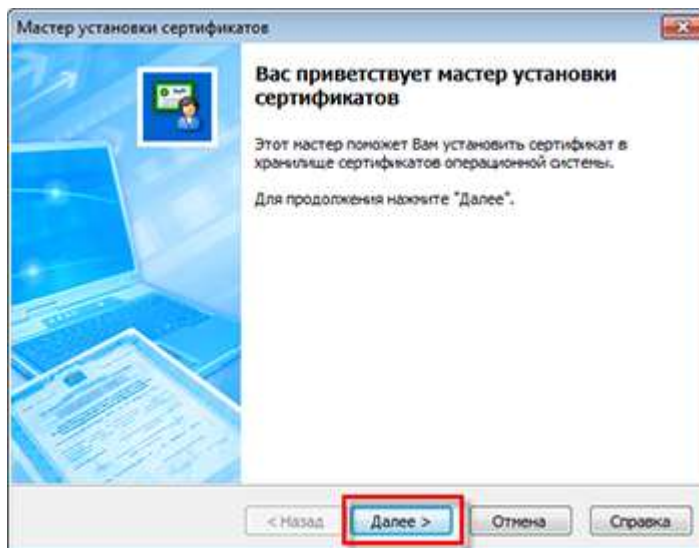 Мастер установки сертификатов
Вас приветствует мастер установки
сертификатов
Этот мастер поможет Вам установить сертификат в
хранилище сертификатов операционной системы.
Для продолжения нажмите "Далее".
< Назад
Далее >
Отмена
Справка